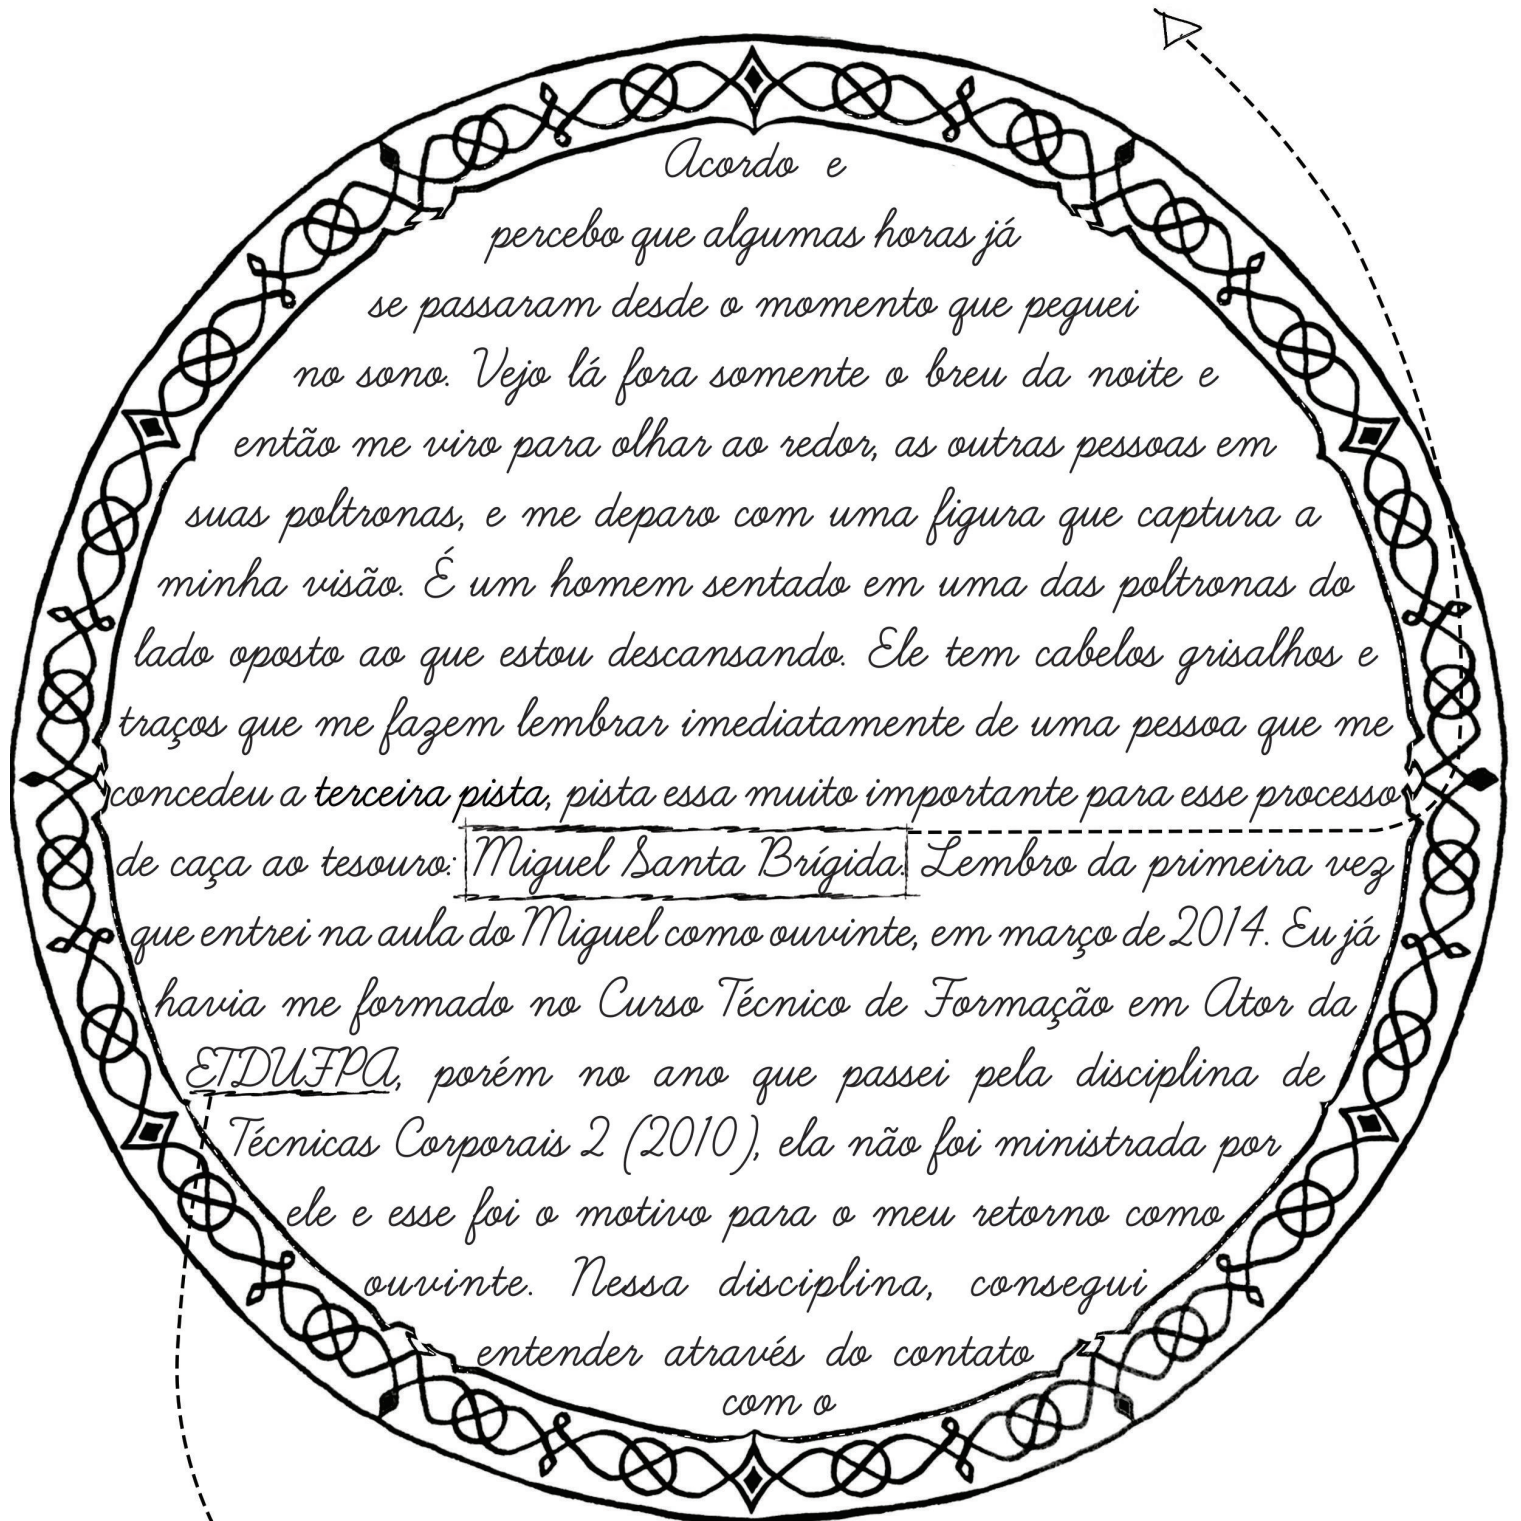 Acordo e
percebo que algumas horas já
se passaram desde o momento que peguei
no sono. Vejo lá fora somente o breu da noite e
então me viro para olhar ao redor, as outras pessoas em
suas poltronas, e me deparo com uma figura que captura a
minha visão. É um homem sentado em uma das poltronas do
lado oposto ao que estou descansando. Ele tem cabelos grisalhos e
traços que me fazem lembrar imediatamente de uma pessoa que me
concedeu a terceira pista, pista essa muito importante para esse processo
de caça ao tesouro: Miguel Santa Brígida. Lembro da primeira vez
que entrei na aula do Miguel como ouvinte, em março de 2014. Eu já
havia me formado no Curso Técnico de Formação em Ator da
ETDUFPA, porém no ano que passei pela disciplina de
Técnicas Corporais 2 (2010), ela não foi ministrada por
ele e esse foi o motivo para o meu retorno como
ouvinte. Nessa disciplina, consegui
entender através do contato
com o